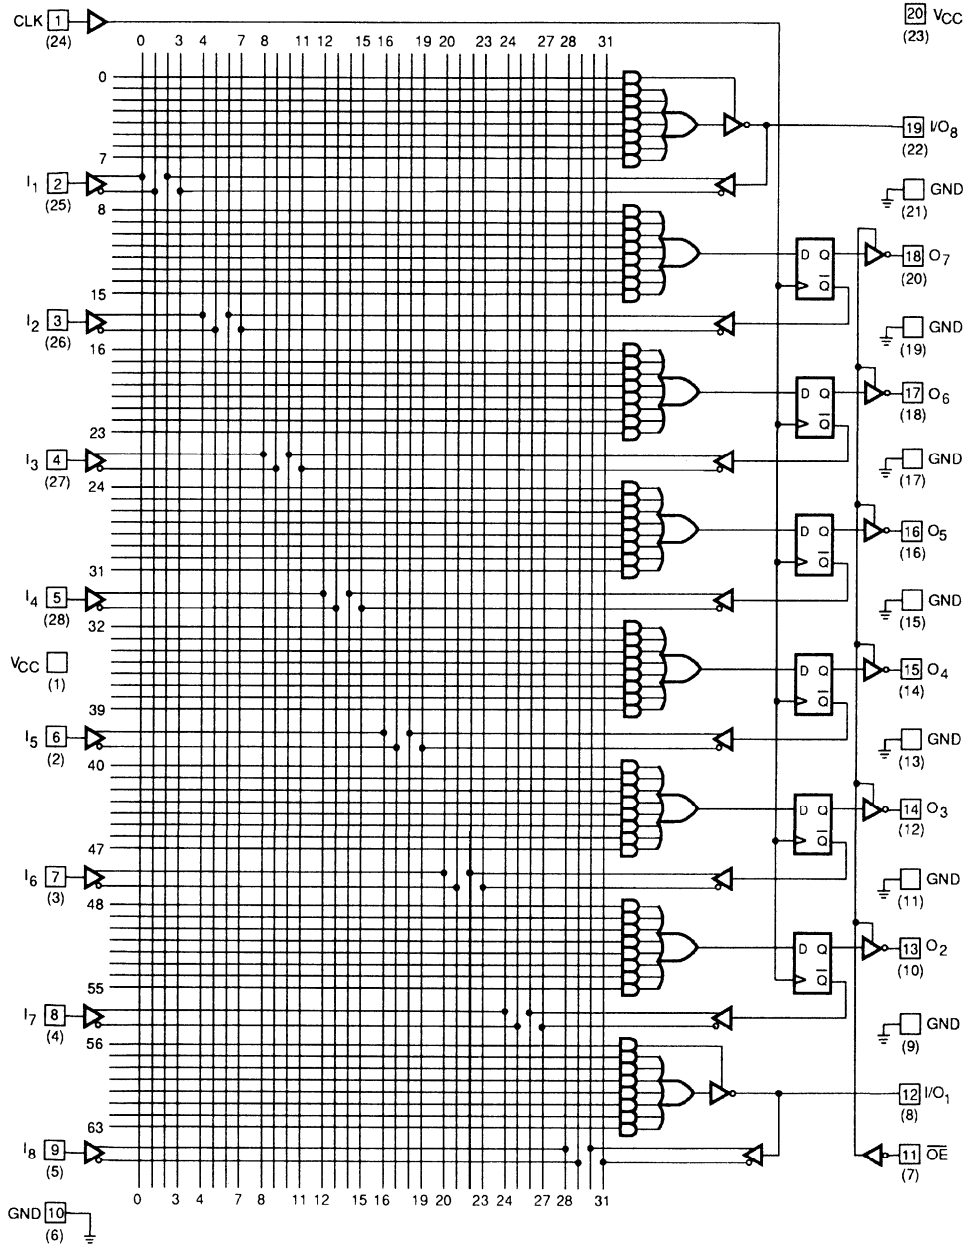 CLK 1 (24)
20 VCC (23)
0 3 4 7 8 11 12 15 16 19 20 23 24 27 28 31
0
19 I/O8 (22)
7
I1 2 (25)
GND (21)
8
D Q Q
18 O7 (20)
15
I2 3 (26)
GND (19)
16
D Q Q
17 O6 (18)
23
I3 4 (27)
GND (17)
24
D Q Q
16 O5 (16)
31
I4 5 (28)
GND (15)
32
VCC (1)
D Q Q
15 O4 (14)
39
I5 6 (2)
GND (13)
40
D Q Q
14 O3 (12)
47
I6 7 (3)
GND (11)
48
D Q Q
13 O2 (10)
55
I7 8 (4)
GND (9)
56
12 I/O1 (8)
63
I8 9 (5)
11 OE (7)
0 3 4 7 8 11 12 15 16 19 20 23 24 27 28 31
GND 10 (6)